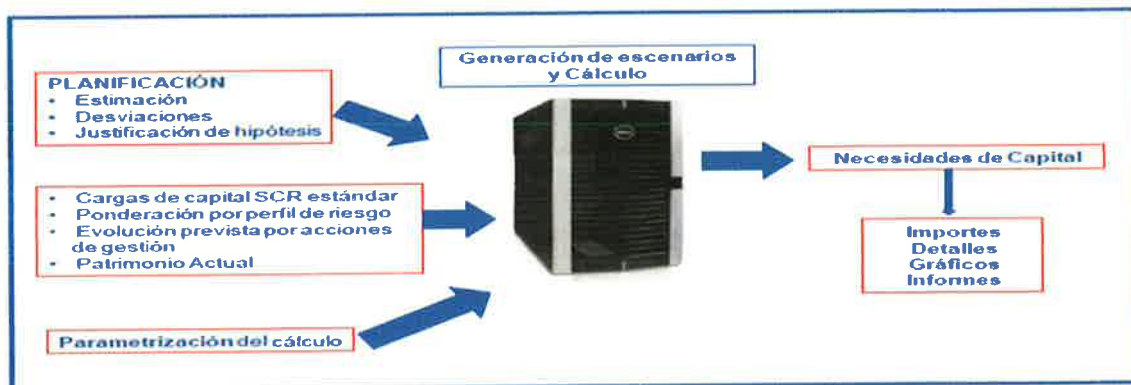 PLANIFICACIÓN
• Estimación
• Desviaciones
• Justificación de hipótesis
• Cargas de capital SCR estándar
• Ponderación por perfil de riesgo
• Evolución prevista por acciones
de gestión
• Patrimonio Actual
Parametrización del cálculo
Generación de escenarios
y Cálculo
Necesidades de Capital
Importes
Detalles
Gráficos
Informes